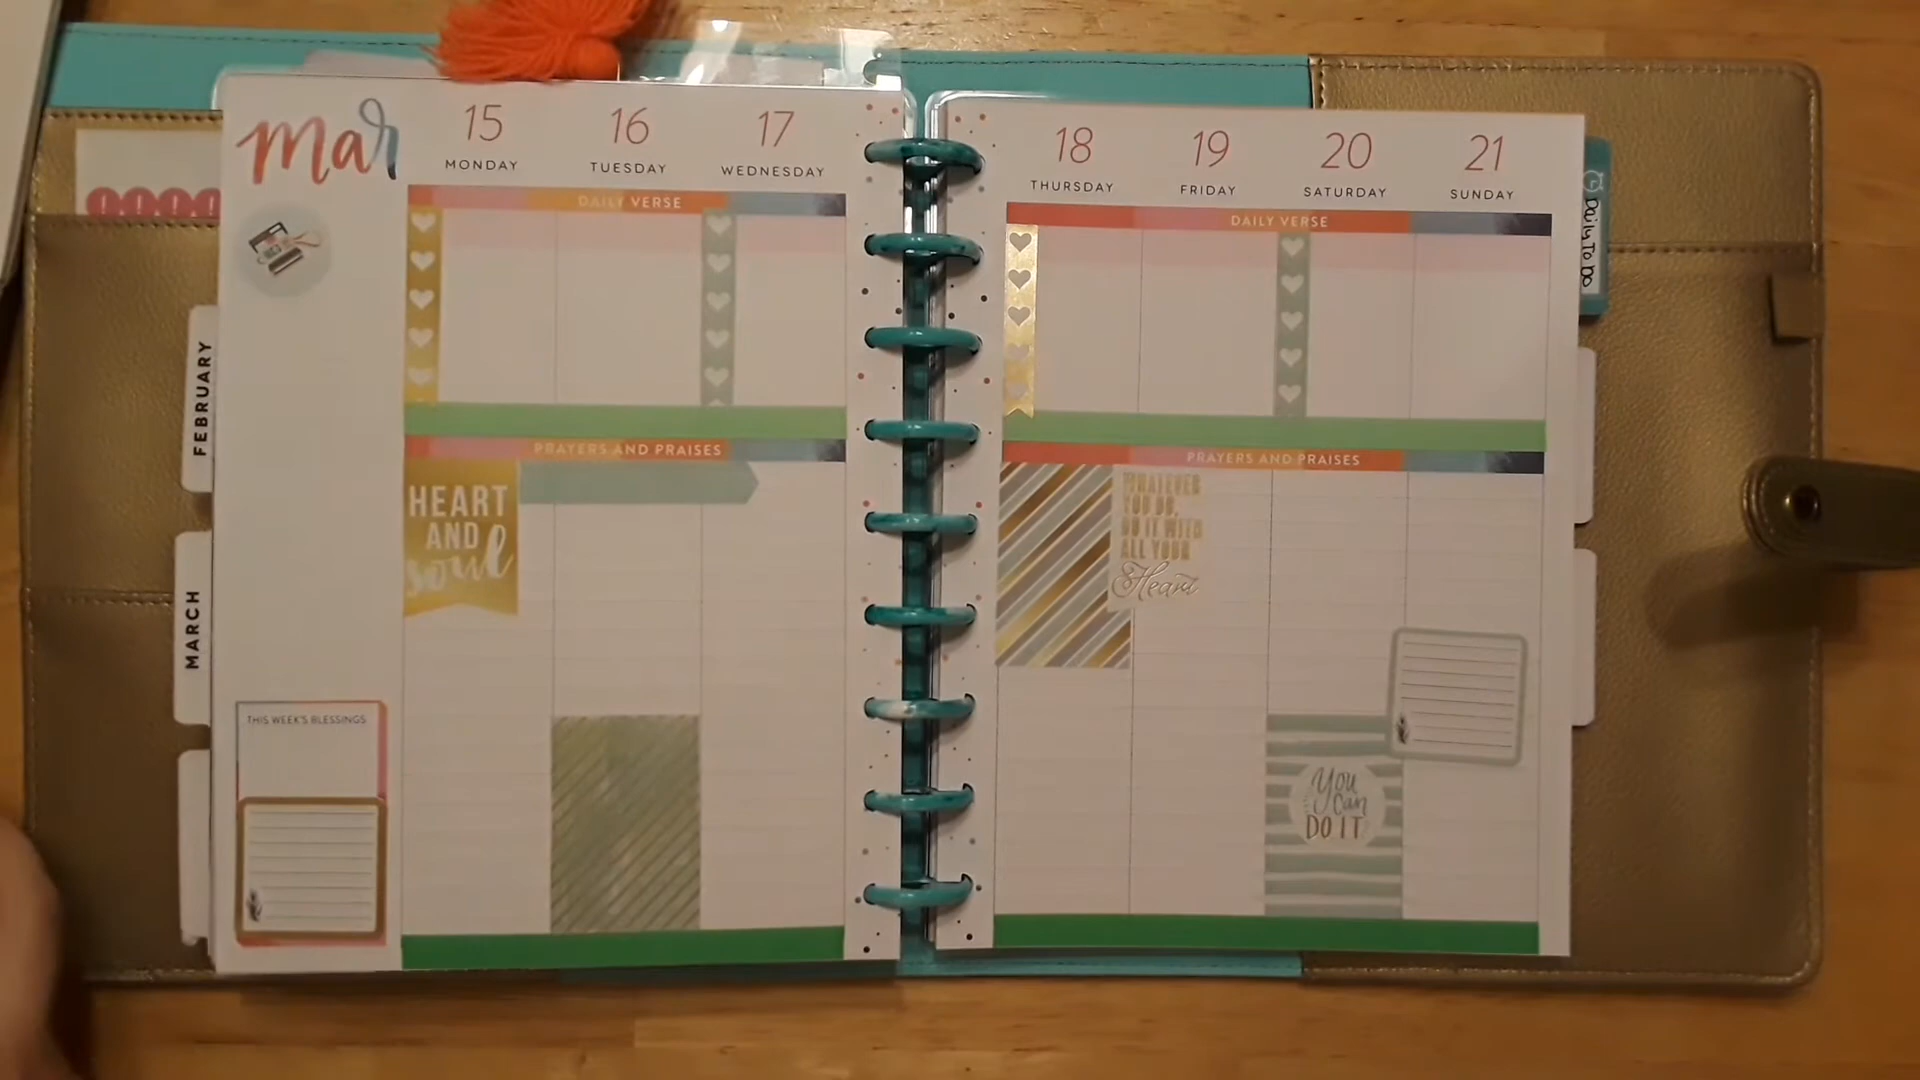 mar
15
MONDAY
16
TUESDAY
17
WEDNESDAY
18
THURSDAY
19
FRIDAY
20
SATURDAY
21
SUNDAY
DAILY VERSE
DAILY VERSE
Daily To Do
FEBRUARY
PRAYERS AND PRAISES
PRAYERS AND PRAISES
HEART
AND
soul
WHATEVER
YOU DO,
DO IT WITH
ALL YOUR
Heart
MARCH
THIS WEEK'S BLESSINGS
You
Can
DO IT